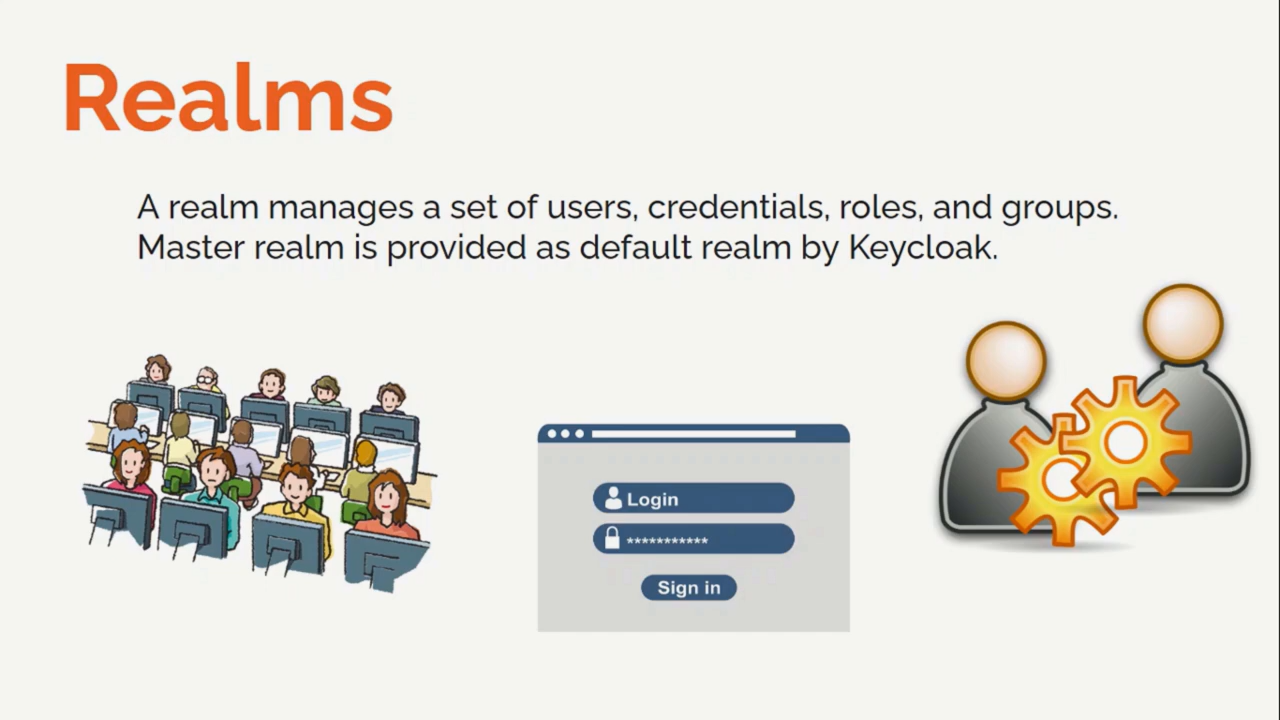 Realms
A realm manages a set of users, credentials, roles, and groups.
Master realm is provided as default realm by Keycloak.
Login
***********
Sign in